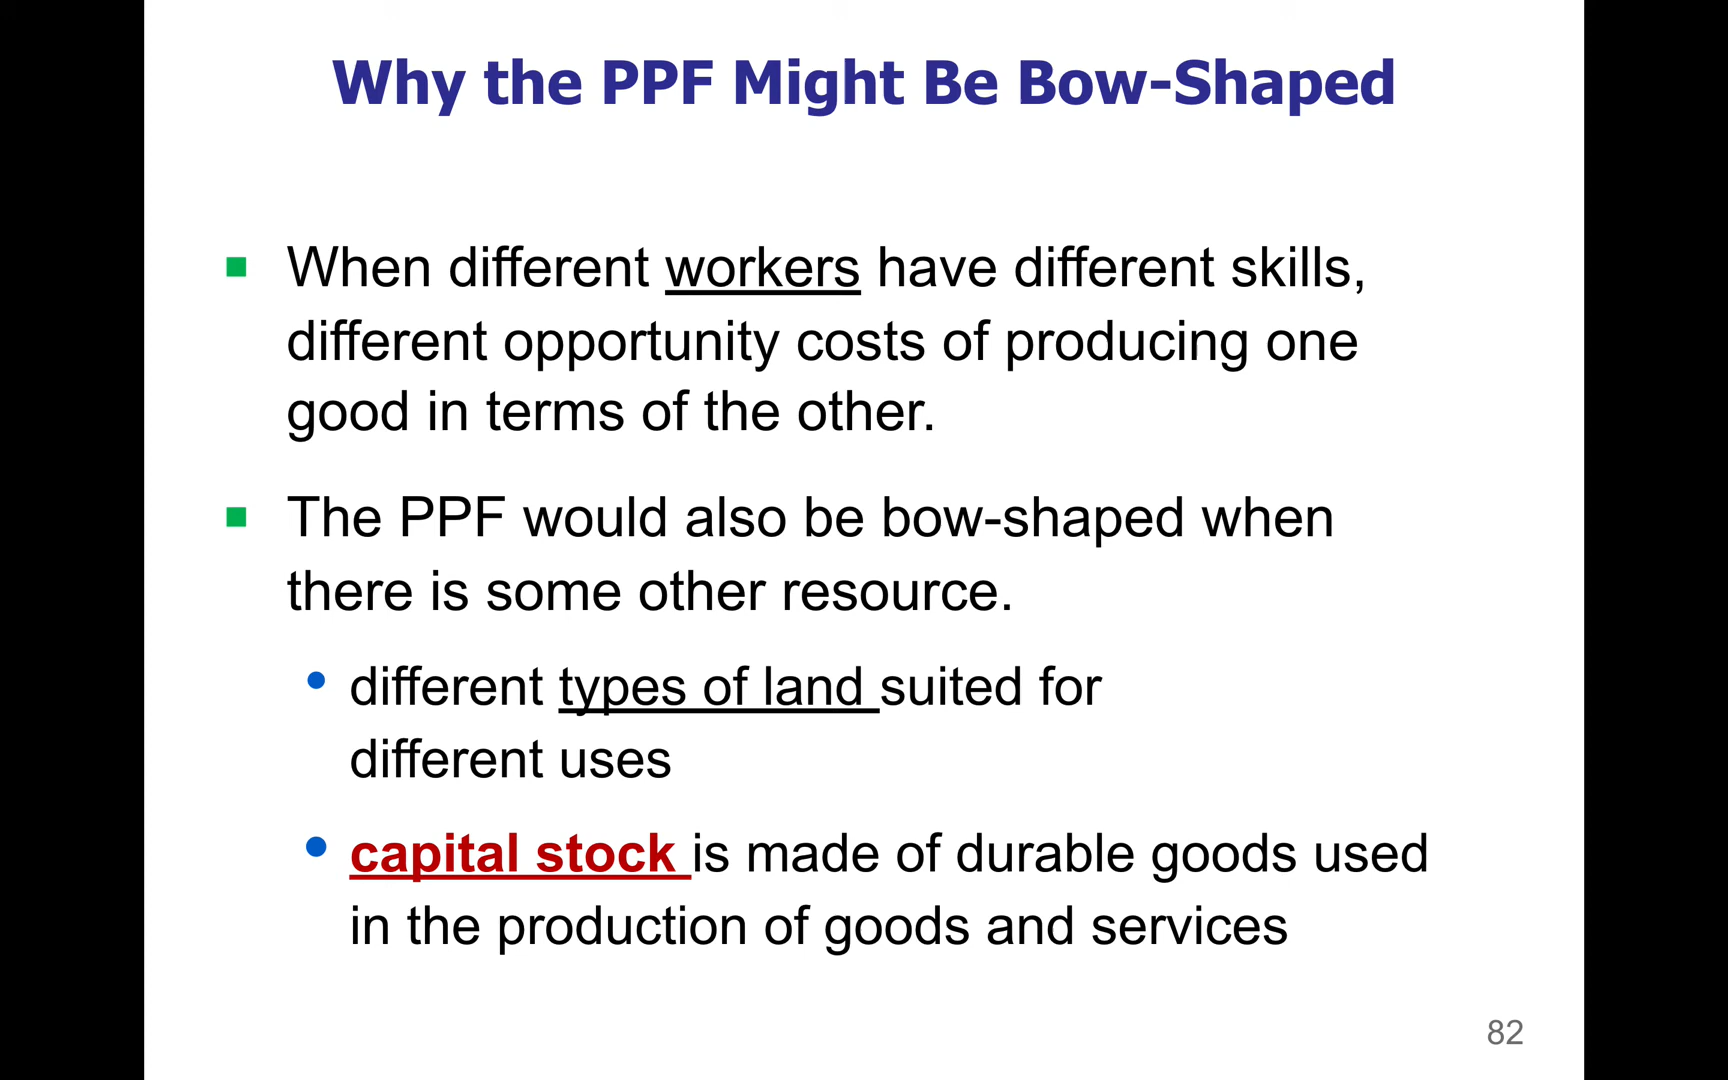 Why the PPF Might Be Bow-Shaped
When different workers have different skills,
different opportunity costs of producing one
good in terms of the other.
The PPF would also be bow-shaped when
there is some other resource.
different types of land suited for
different uses
capital stock is made of durable goods used
in the production of goods and services
82